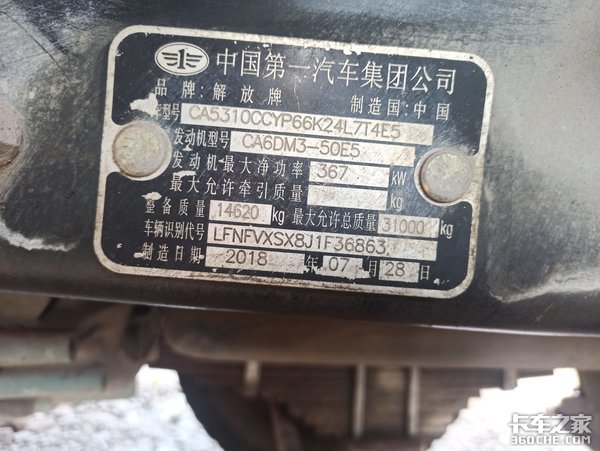 中国第一汽车集团公司
品牌:解放牌 制造国:中国
车型号 CA5310CCYP66K24L7T4E5
发动机型号 CA6DM3-50E5
发动机最大净功率 367 kW
最大允许牵引质量 kg
整备质量 14620 kg 最大允许总质量 31000 kg
车辆识别代号 LFNFVXSX8J1F36863
制造日期 2018 年 07 月 28 日
卡车之家
360che.com